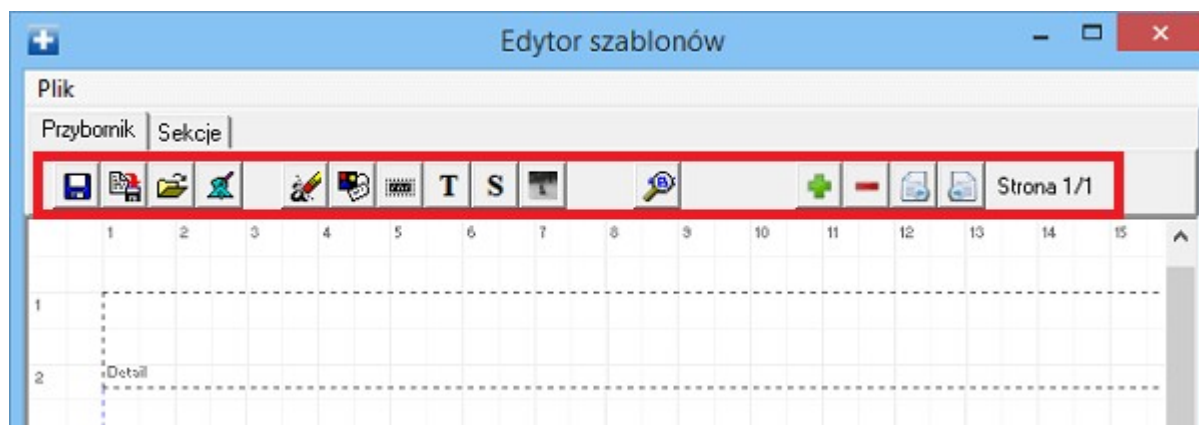 Edytor szablonów
Plik
Przybornik Sekcje
T S Strona 1/1
1 2 3 4 5 6 7 8 9 10 11 12 13 14 15
1
Detail
2